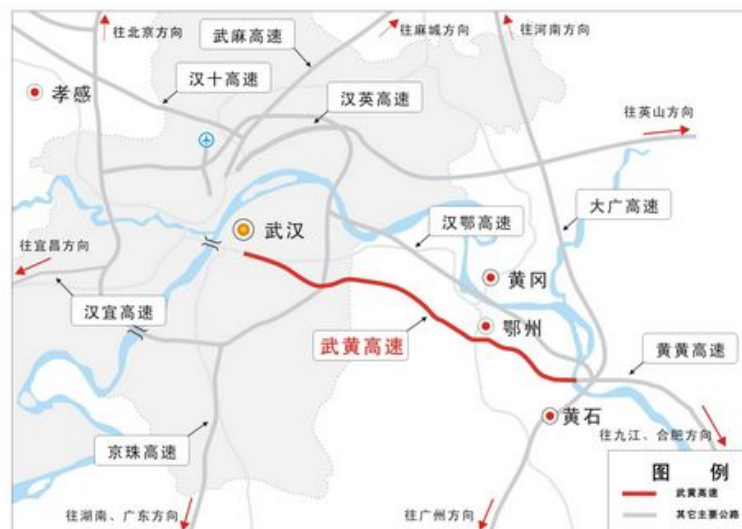 往北京方向
武麻高速
往麻城方向
往河南方向
汉十高速
孝感
汉英高速
往英山方向
大广高速
汉鄂高速
武汉
往宜昌方向
黄冈
汉宜高速
鄂州
武黄高速
黄黄高速
黄石
京珠高速
往九江、合肥方向
往湖南、广东方向
往广州方向
图 例
武黄高速
其它主要公路